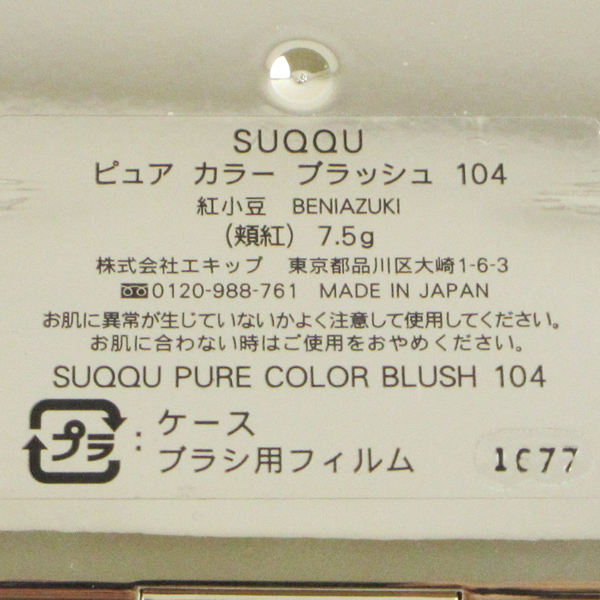 SUQQU
ピュア カラー ブラッシュ 104
紅小豆 BENIAZUKI
(頬紅) 7.5g
株式会社エキップ 東京都品川区大崎1-6-3
0120-988-761 MADE IN JAPAN
お肌に異常が生じていないかよく注意して使用してください。
お肌に合わない時はご使用をおやめください。
SUQQU PURE COLOR BLUSH 104
プラ : ケース
ブラシ用フィルム
1C77